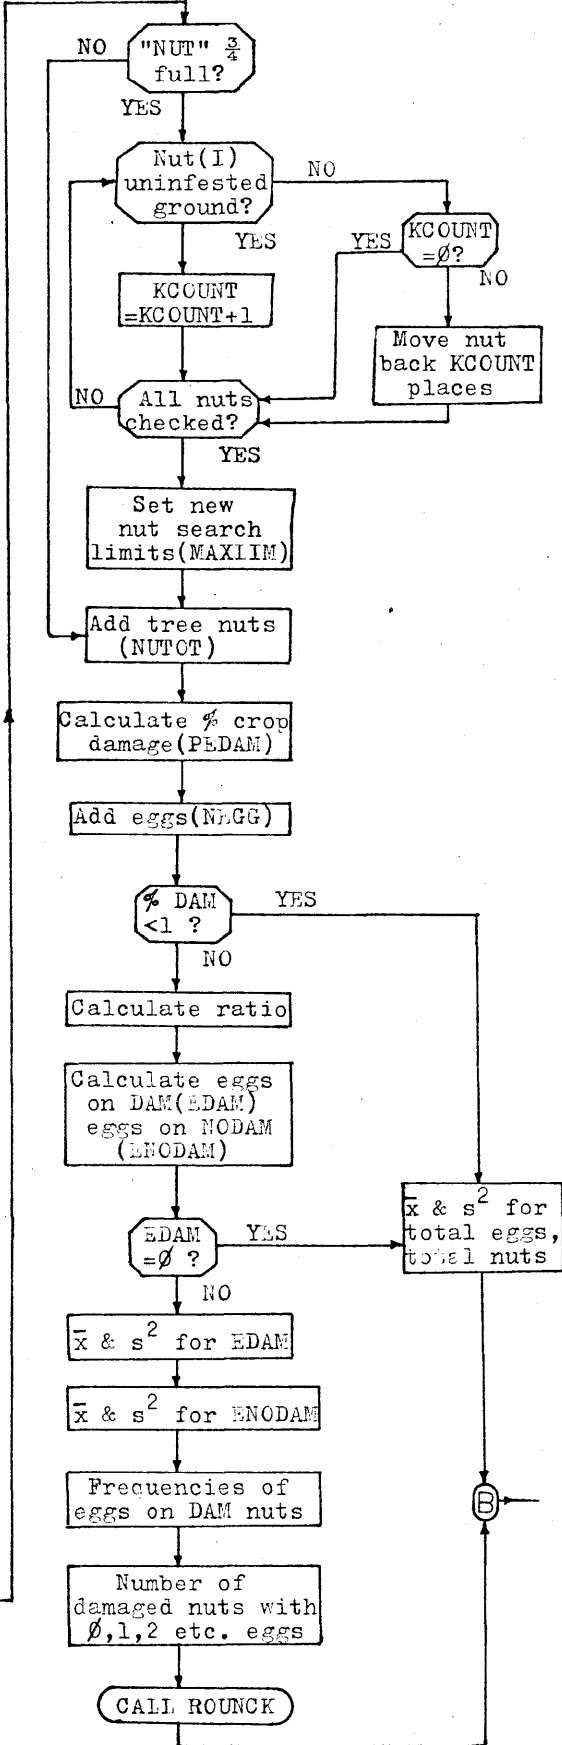 NO
"NUT" ¾
full?
YES
Nut(I)
uninfested
ground?
NO
YES
KCOUNT
=Ø?
YES
NO
KCOUNT
=KCOUNT+1
Move nut
back KCOUNT
places
NO
All nuts
checked?
YES
Set new
nut search
limits(MAXLIM)
Add tree nuts
(NUTOT)
Calculate % crop
damage(PEDAM)
Add eggs(NEGG)
% DAM
<1 ?
YES
NO
Calculate ratio
Calculate eggs
on DAM(EDAM)
eggs on NODAM
(ENODAM)
EDAM
=Ø ?
YES
NO
x̄ & s² for
total eggs,
total nuts
x̄ & s² for EDAM
x̄ & s² for ENODAM
Frequencies of
eggs on DAM nuts
B
Number of
damaged nuts with
Ø,1,2 etc. eggs
CALL ROUNCK